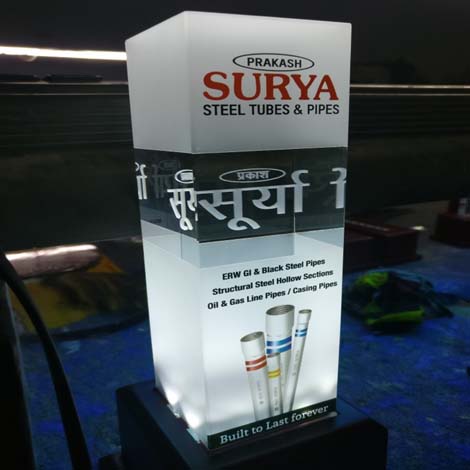 PRAKASH
SURYA
STEEL TUBES & PIPES
प्रकाश
सूर्या
ERW GI & Black Steel Pipes
Structural Steel Hollow Sections
Oil & Gas Line Pipes / Casing Pipes
Built to Last forever